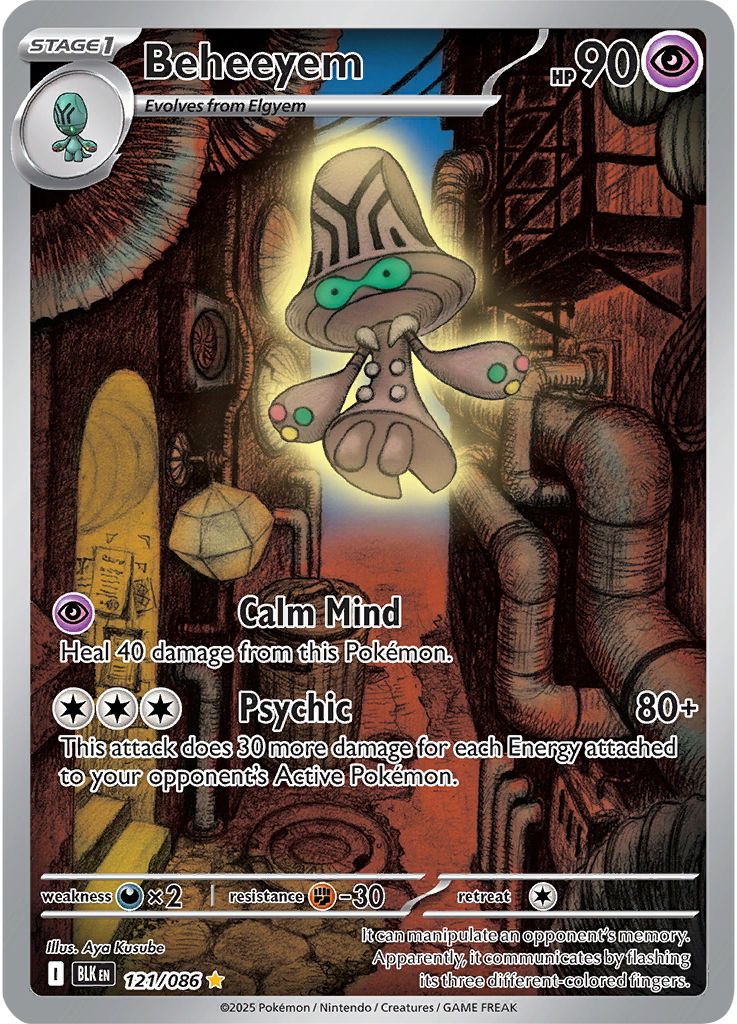 STAGE1
Beheeyem
HP90
Evolves from Elgyem
Calm Mind
Heal 40 damage from this Pokémon.
Psychic 80+
This attack does 30 more damage for each Energy attached
to your opponent's Active Pokémon.
weakness ×2 resistance -30 retreat
Illus. Aya Kusube
It can manipulate an opponent's memory.
Apparently, it communicates by flashing
its three different-colored fingers.
I BLK EN 121/086
©2025 Pokémon / Nintendo / Creatures / GAME FREAK